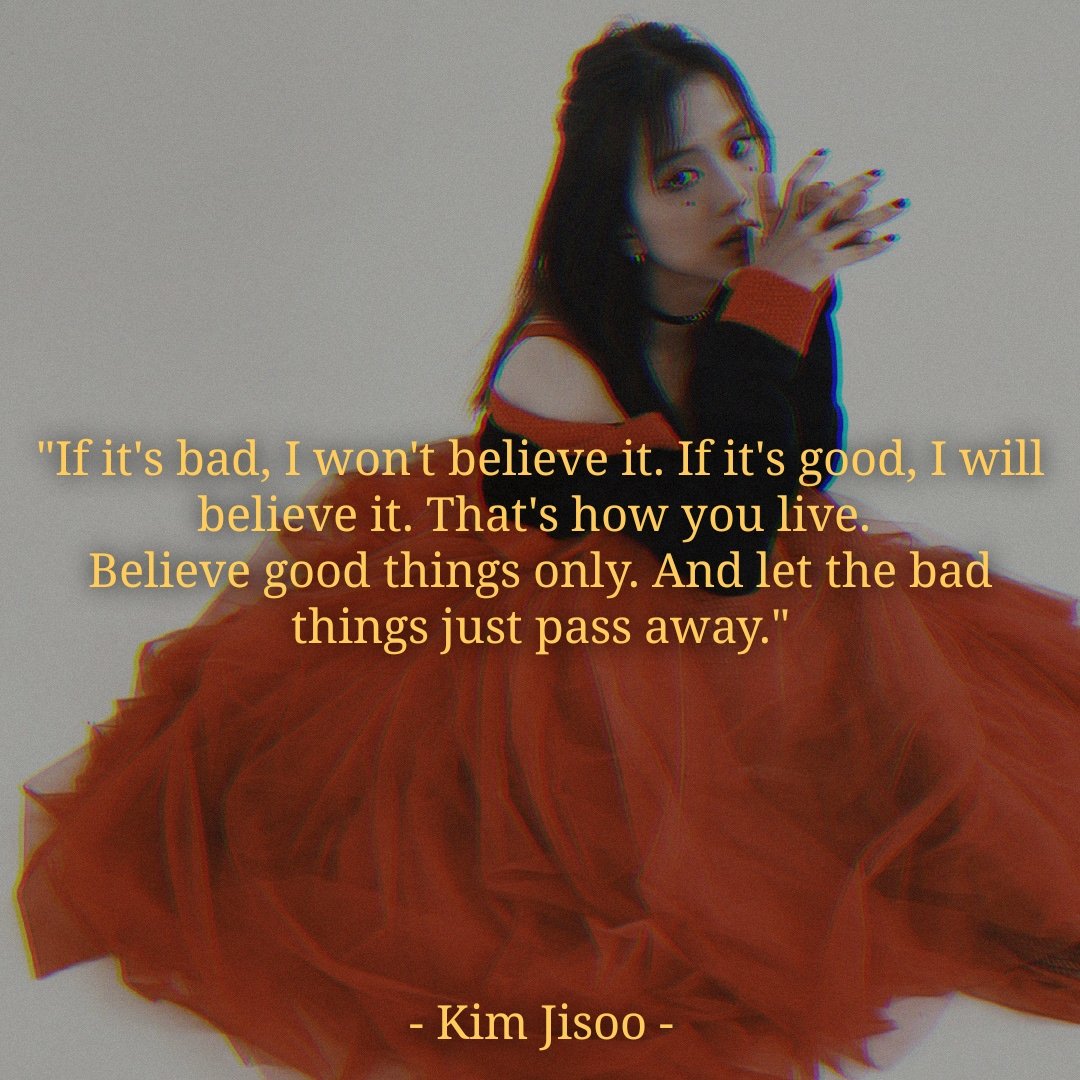 "If it's bad, I won't believe it. If it's good, I will
believe it. That's how you live.
Believe good things only. And let the bad
things just pass away."
- Kim Jisoo -